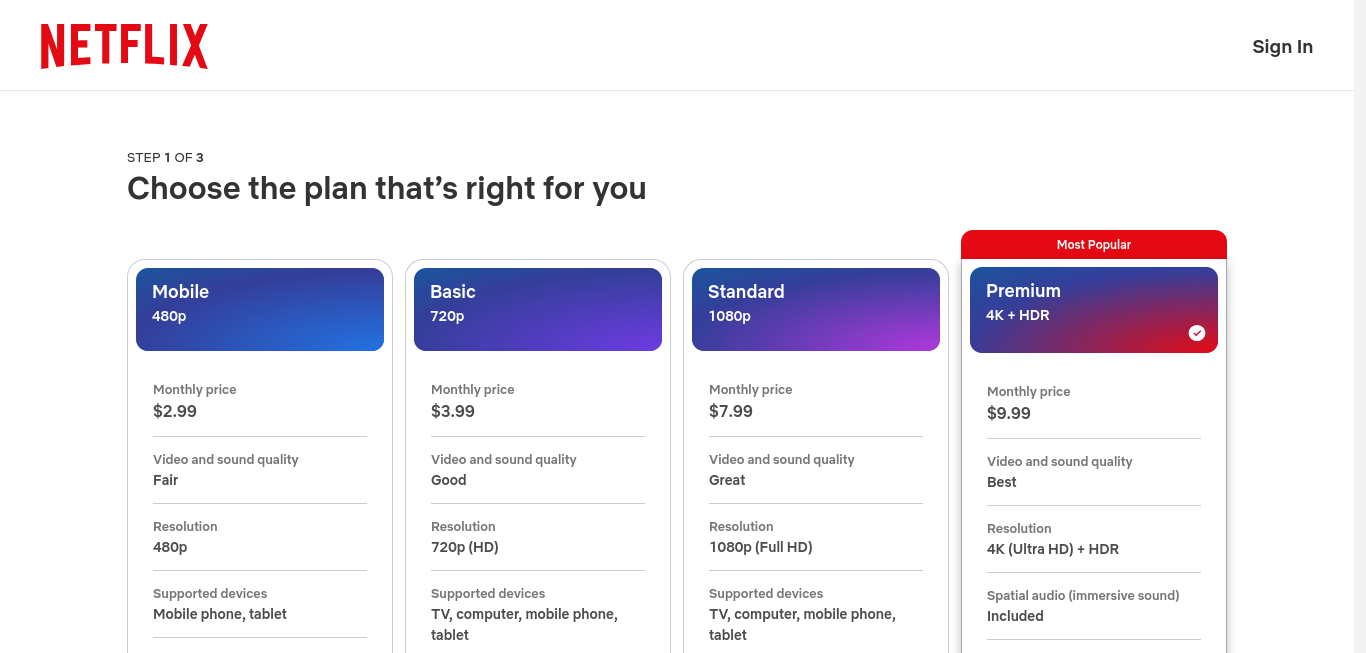 NETFLIX
Sign In
STEP 1 OF 3
Choose the plan that’s right for you
Mobile
480p
Monthly price
$2.99
Video and sound quality
Fair
Resolution
480p
Supported devices
Mobile phone, tablet
Basic
720p
Monthly price
$3.99
Video and sound quality
Good
Resolution
720p (HD)
Supported devices
TV, computer, mobile phone,
tablet
Standard
1080p
Monthly price
$7.99
Video and sound quality
Great
Resolution
1080p (Full HD)
Supported devices
TV, computer, mobile phone,
tablet
Most Popular
Premium
4K + HDR
Monthly price
$9.99
Video and sound quality
Best
Resolution
4K (Ultra HD) + HDR
Spatial audio (immersive sound)
Included